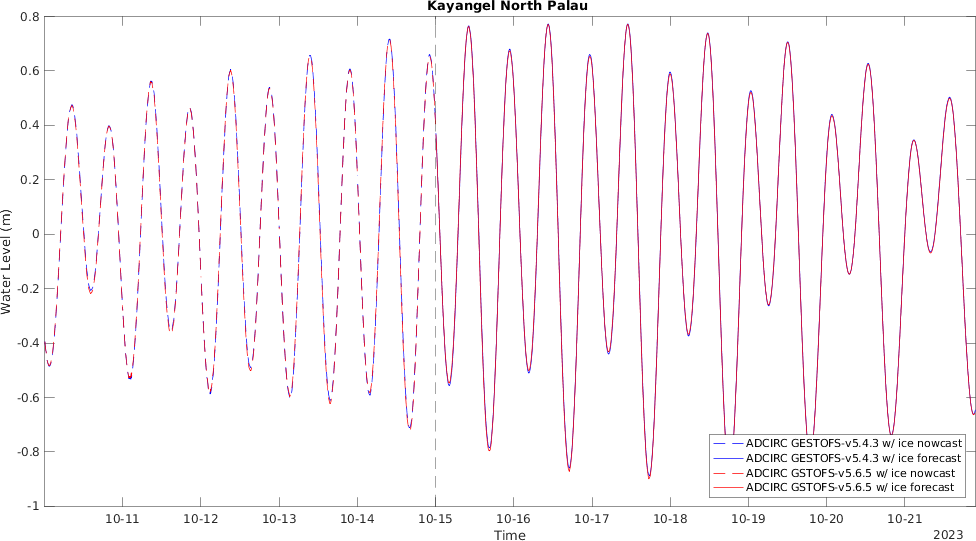 Kayangel North Palau
0.8
0.6
0.4
0.2
0
-0.2
-0.4
-0.6
-0.8
-1
Water Level (m)
ADCIRC GESTOFS-v5.4.3 w/ ice nowcast
ADCIRC GESTOFS-v5.4.3 w/ ice forecast
ADCIRC GSTOFS-v5.6.5 w/ ice nowcast
ADCIRC GSTOFS-v5.6.5 w/ ice forecast
10-11 10-12 10-13 10-14 10-15 10-16 10-17 10-18 10-19 10-20 10-21
Time
2023